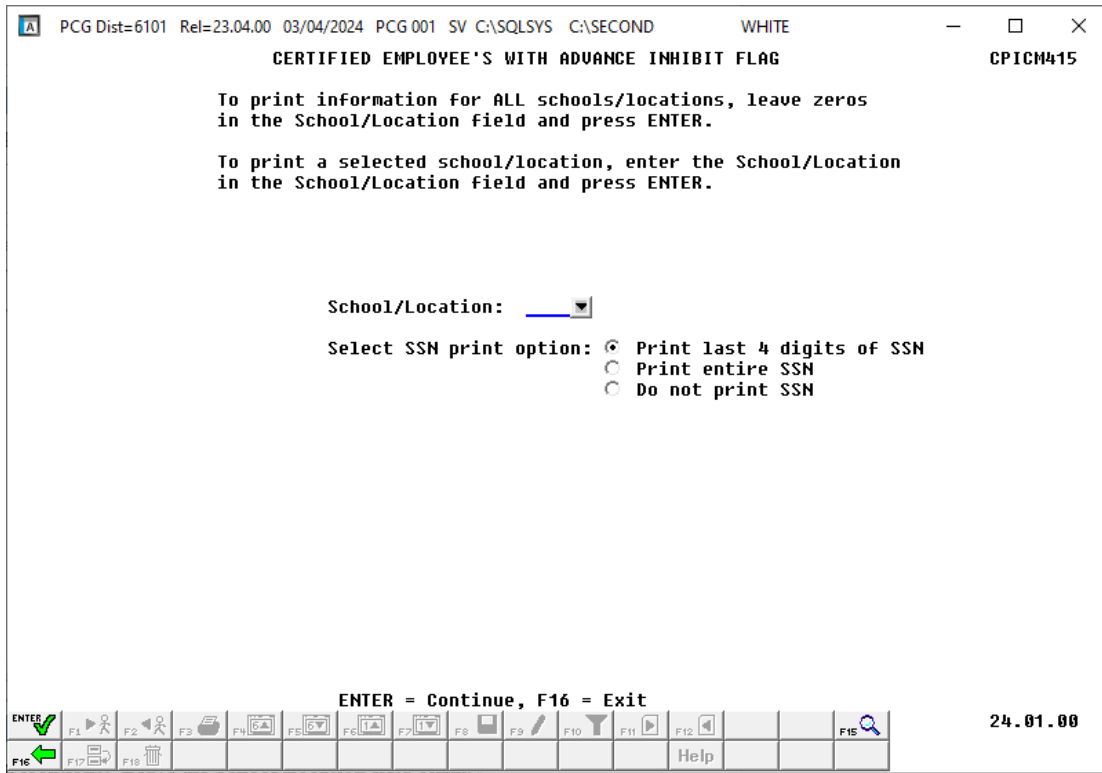 PCG Dist=6101 Rel=23.04.00 03/04/2024 PCG 001 SV C:\SQLSYS C:\SECOND WHITE
CERTIFIED EMPLOYEE'S WITH ADVANCE INHIBIT FLAG CPICM415
To print information for ALL schools/locations, leave zeros
in the School/Location field and press ENTER.
To print a selected school/location, enter the School/Location
in the School/Location field and press ENTER.
School/Location:
Select SSN print option: Print last 4 digits of SSN
Print entire SSN
Do not print SSN
ENTER = Continue, F16 = Exit
ENTER F1 F2 F3 F4 6 F5 6 F6 1 F7 1 F8 F9 F10 F11 F12 F15 24.01.00
F16 F17 F18 Help